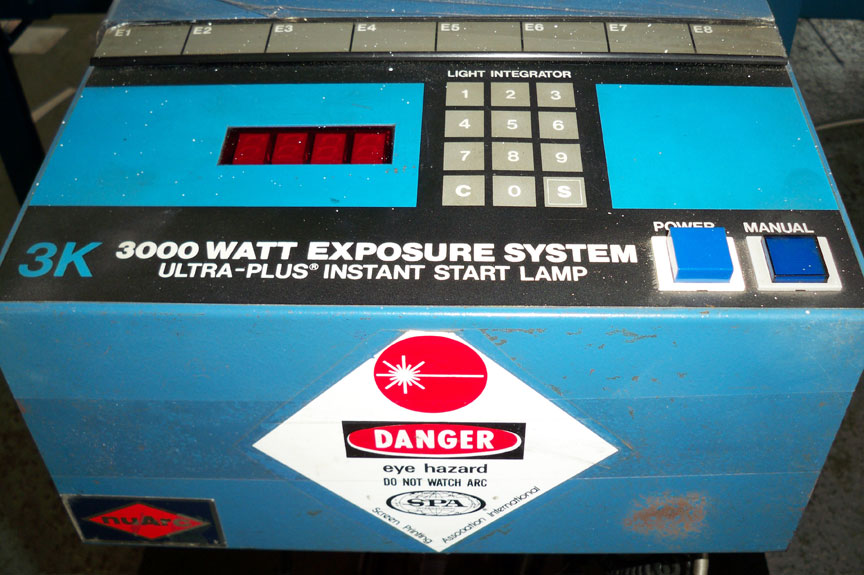 E1 E2 E3 E4 E5 E6 E7 E8
LIGHT INTEGRATOR
1 2 3
4 5 6
7 8 9
C 0 S
POWER MANUAL
3K 3000 WATT EXPOSURE SYSTEM
ULTRA-PLUS® INSTANT START LAMP
DANGER
eye hazard
DO NOT WATCH ARC
SPA
Screen Printing Association International
nuArc